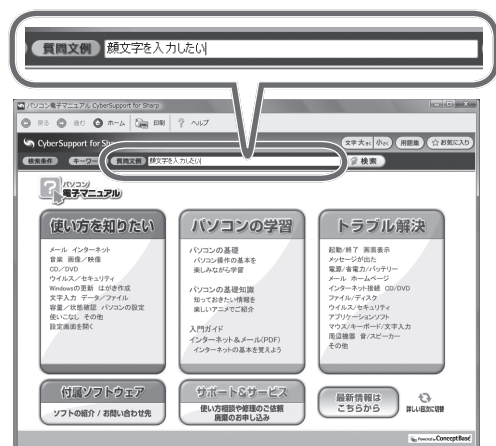 質問文例 顔文字を入力したい
パソコン電子マニュアル CyberSupport for Sharp
戻る 進む ホーム 印刷 ヘルプ
CyberSupport for Sh
文字 大きく 小さく 用語集 お気に入り
検索条件 キーワー 質問文例 顔文字を入力したい 検索
パソコン
電子マニュアル
使い方を知りたい
メール インターネット
音楽 画像/映像
CD/DVD
ウイルス/セキュリティ
Windowsの更新 はがき作成
文字入力 データ/ファイル
容量/状態確認 パソコンの設定
使いこなし その他
設定画面を開く
パソコンの学習
パソコンの基礎
パソコン操作の基本を
楽しみながら学習
パソコンの基礎知識
知っておきたい情報を
楽しいアニメでご紹介
入門ガイド
インターネット&メール(PDF)
インターネットの基本を覚えよう
トラブル解決
起動/終了 画面表示
メッセージが出た
電源/省電力/バッテリー
メール ホームページ
インターネット接続 CD/DVD
ファイル/ディスク
ウイルス/セキュリティ
アプリケーションソフト
マウス/キーボード/文字入力
周辺機器 音/スピーカー
その他
付属ソフトウェア
ソフトの紹介 / お問い合わせ先
サポート&サービス
使い方相談や修理のご依頼
廃棄のお申し込み
最新情報は
こちらから
詳しい目次に切替
Powered by ConceptBase